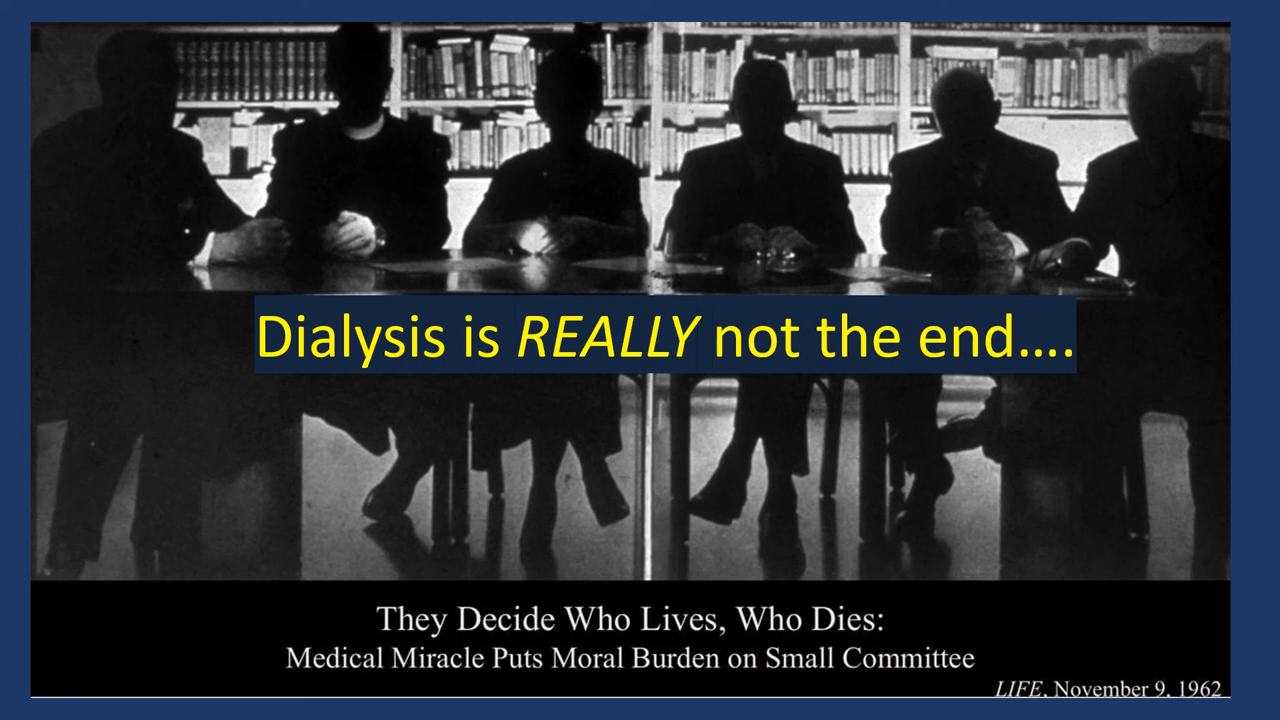 Dialysis is REALLY not the end….
They Decide Who Lives, Who Dies:
Medical Miracle Puts Moral Burden on Small Committee
LIFE, November 9, 1962